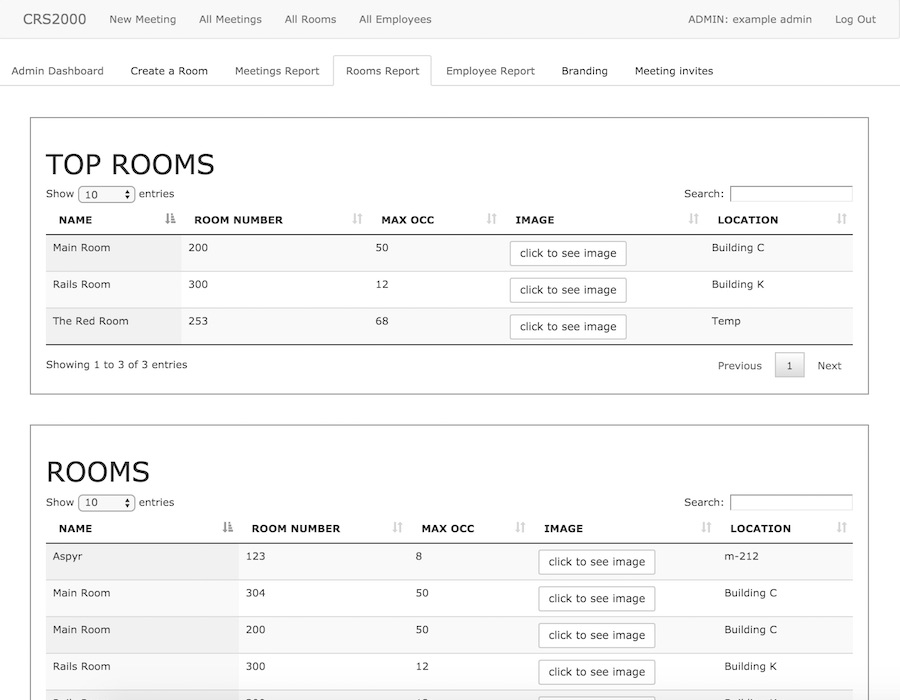 CRS2000 New Meeting All Meetings All Rooms All Employees ADMIN: example admin Log Out
Admin Dashboard Create a Room Meetings Report Rooms Report Employee Report Branding Meeting invites
TOP ROOMS
Show 10 entries Search:
NAME ROOM NUMBER MAX OCC IMAGE LOCATION
Main Room 200 50 click to see image Building C
Rails Room 300 12 click to see image Building K
The Red Room 253 68 click to see image Temp
Showing 1 to 3 of 3 entries Previous 1 Next
ROOMS
Show 10 entries Search:
NAME ROOM NUMBER MAX OCC IMAGE LOCATION
Aspyr 123 8 click to see image m-212
Main Room 304 50 click to see image Building C
Main Room 200 50 click to see image Building C
Rails Room 300 12 click to see image Building K